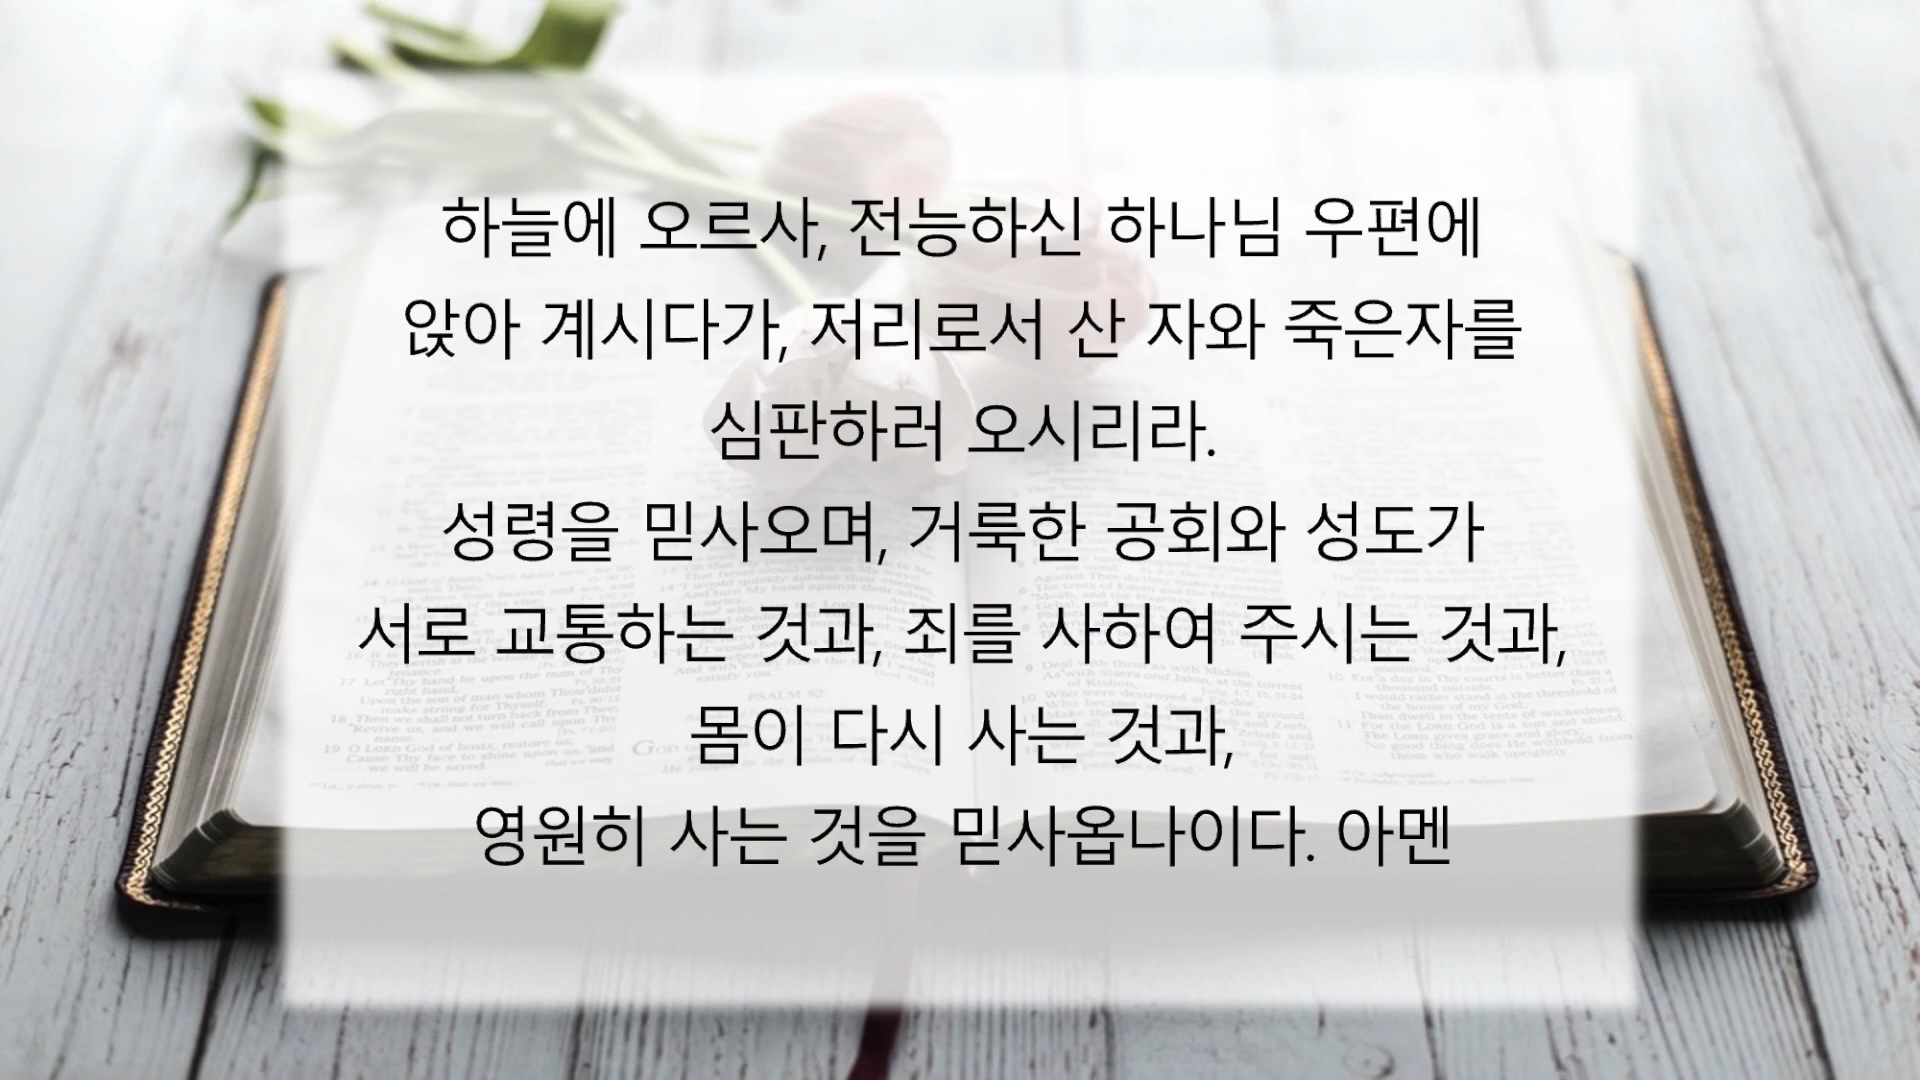 하늘에 오르사, 전능하신 하나님 우편에
앉아 계시다가, 저리로서 산 자와 죽은자를
심판하러 오시리라.
성령을 믿사오며, 거룩한 공회와 성도가
서로 교통하는 것과, 죄를 사하여 주시는 것과,
몸이 다시 사는 것과,
영원히 사는 것을 믿사옵나이다. 아멘